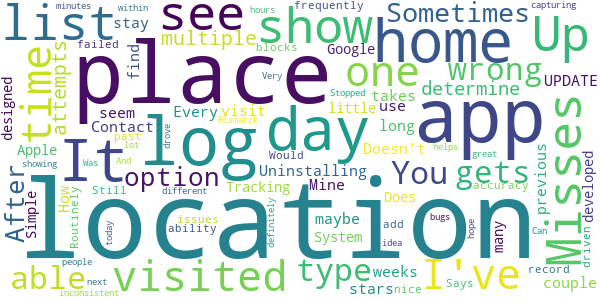 list
see
show
home
Sometimes
frequently
within
minutes
capturing
hours
Up
stay
multiple
failed
attempts
find
blocks
Google
Mine
wrong
one
place
app
time
designed
seem
Contact
Every
visit
takes
determine
UPDATE
Apple
past
lot
drove
Very
Stopped
little
use
long
Doesn't
Misses
previous
developed
driven
showing
Was
And
Bismarck
It
log
day
You
gets
After
Simple
How
Routinely
option
Still
Tracking
Would
Uninstalling
Mine
helps
great
accuracy
different
Does
many
location
today
ability
issues
definitely
maybe
System
add
idea
bugs
hope
Can
record
able
visited
type
weeks
stars
nice
I've
Says
couple
people
next
inconsistent